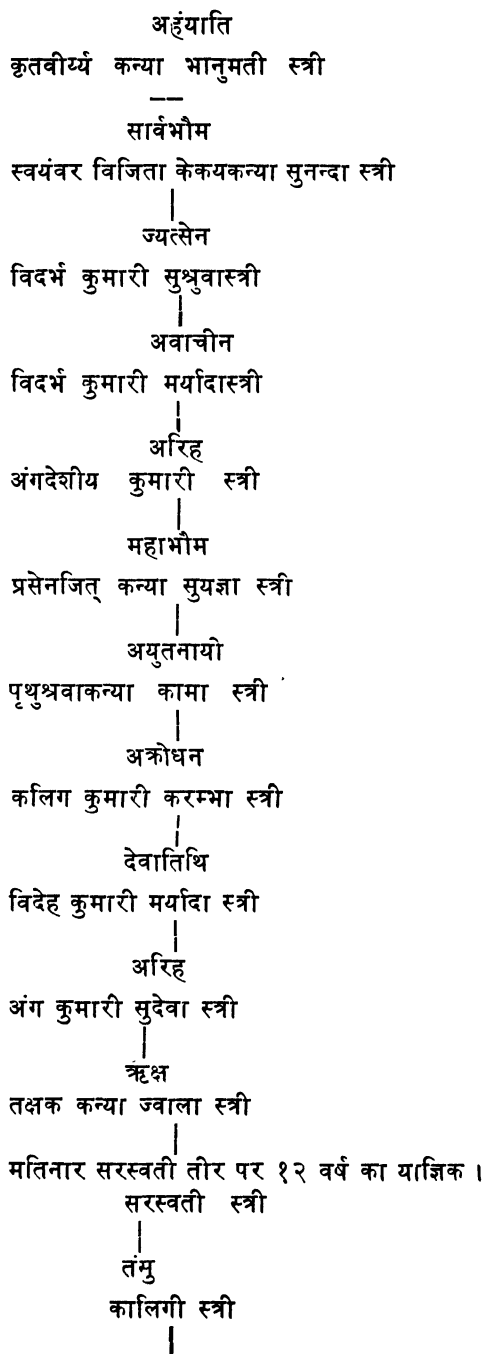 अहंयाति
कृतवीर्य्य कन्या भानुमती स्त्री
सार्वभौम
स्वयंवर विजिता केकयकन्या सुनन्दा स्त्री
ज्यत्सेन
विदर्भ कुमारी सुश्रुवास्त्री
अवाचीन
विदर्भ कुमारी मर्यादास्त्री
अरिह
अंगदेशीय कुमारी स्त्री
महाभौम
प्रसेनजित् कन्या सुयज्ञा स्त्री
अयुतनायो
पृथुश्रवाकन्या कामा स्त्री
अक्रोधन
कलिग कुमारी करम्भा स्त्री
देवातिथि
विदेह कुमारी मर्यादा स्त्री
अरिह
अंग कुमारी सुदेवा स्त्री
ऋक्ष
तक्षक कन्या ज्वाला स्त्री
मतिनार सरस्वती तीर पर १२ वर्ष का याज्ञिक ।
सरस्वती स्त्री
तंमु
कालिगी स्त्री